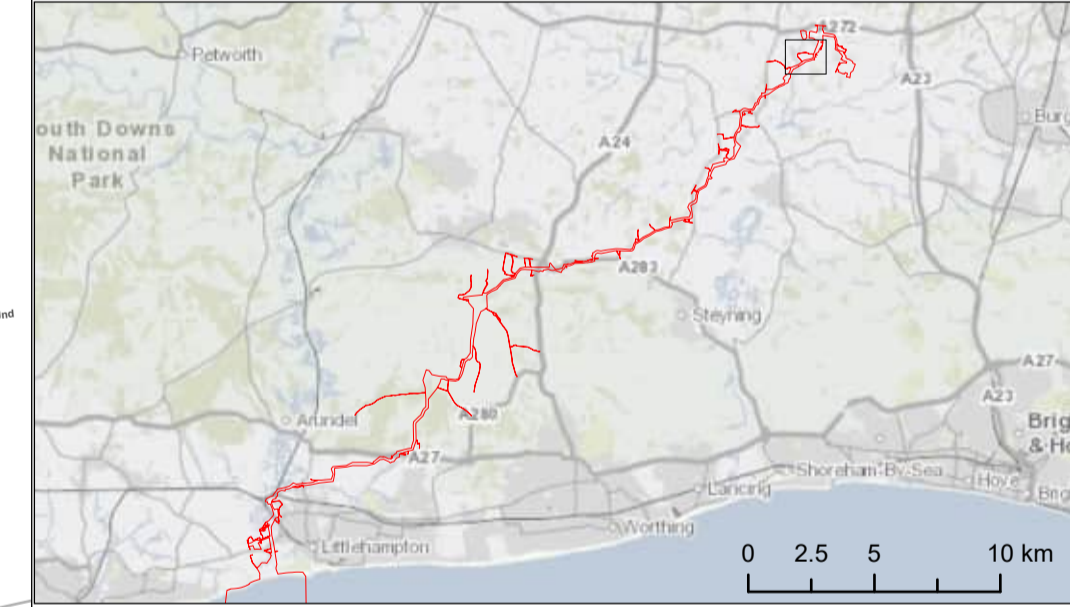 A272
Petworth
A23
Burg
outh Downs
National
Park
A24
A283
nd
Steyning
A27
A23
Arundel
A280
Brig
& Ho
A27
Shoreham-By-Sea
Hove
Lancing
Brig
Worthing
Littlehampton
0 2.5 5 10 km